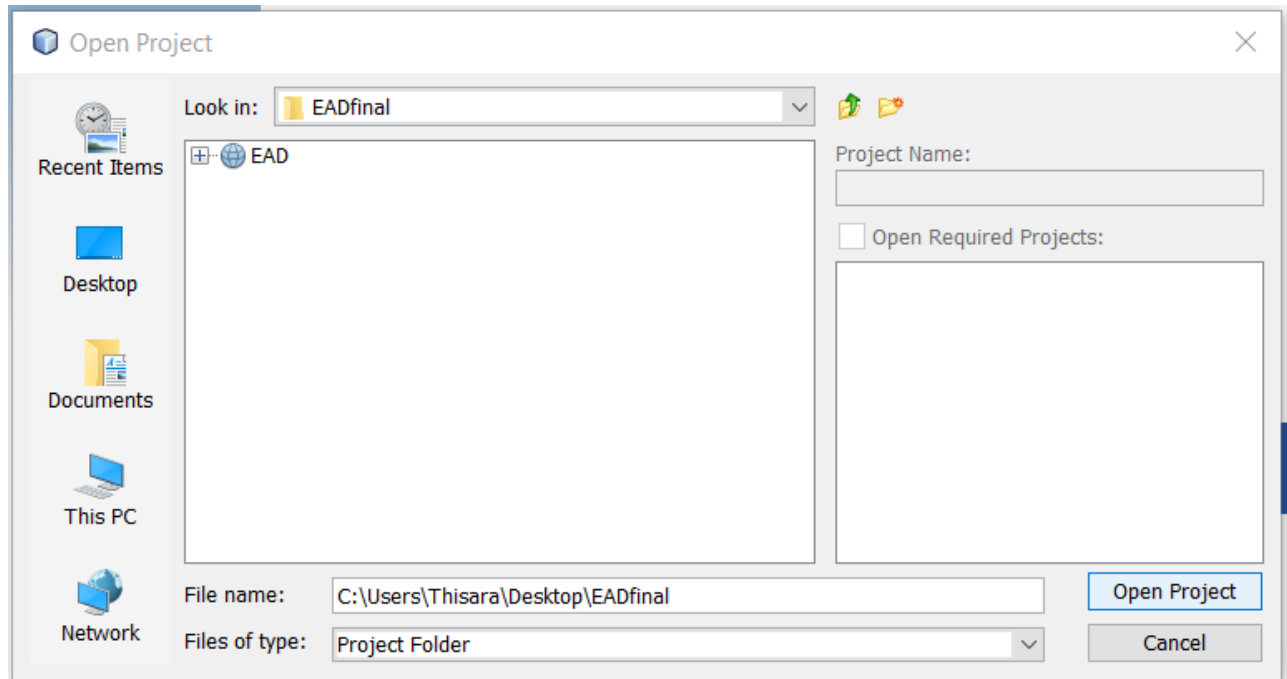 Open Project
Look in: EADfinal
Recent Items
Desktop
Documents
This PC
Network
EAD
Project Name:
Open Required Projects:
File name: C:\Users\Thisara\Desktop\EADfinal
Open Project
Files of type: Project Folder
Cancel